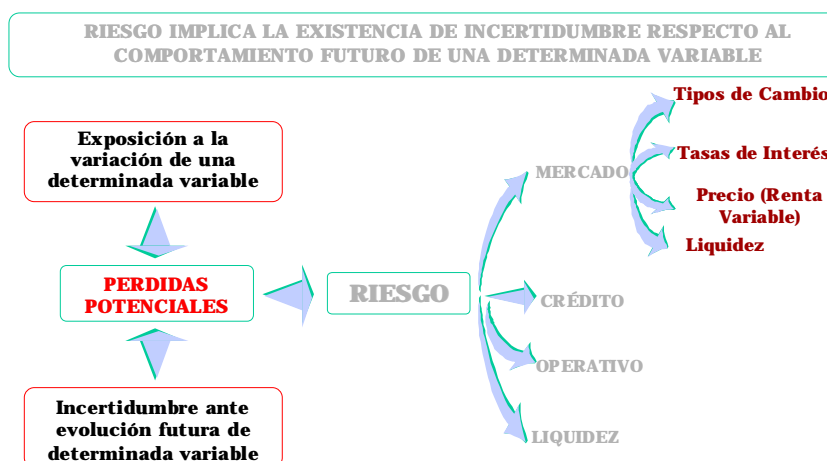 RIESGO IMPLICA LA EXISTENCIA DE INCERTIDUMBRE RESPECTO AL
COMPORTAMIENTO FUTURO DE UNA DETERMINADA VARIABLE
Exposición a la
variación de una
determinada variable
PERDIDAS
POTENCIALES
Incertidumbre ante
evolución futura de
determinada variable
RIESGO
MERCADO
CRÉDITO
OPERATIVO
LIQUIDEZ
Tipos de Cambio
Tasas de Interés
Precio (Renta
Variable)
Liquidez